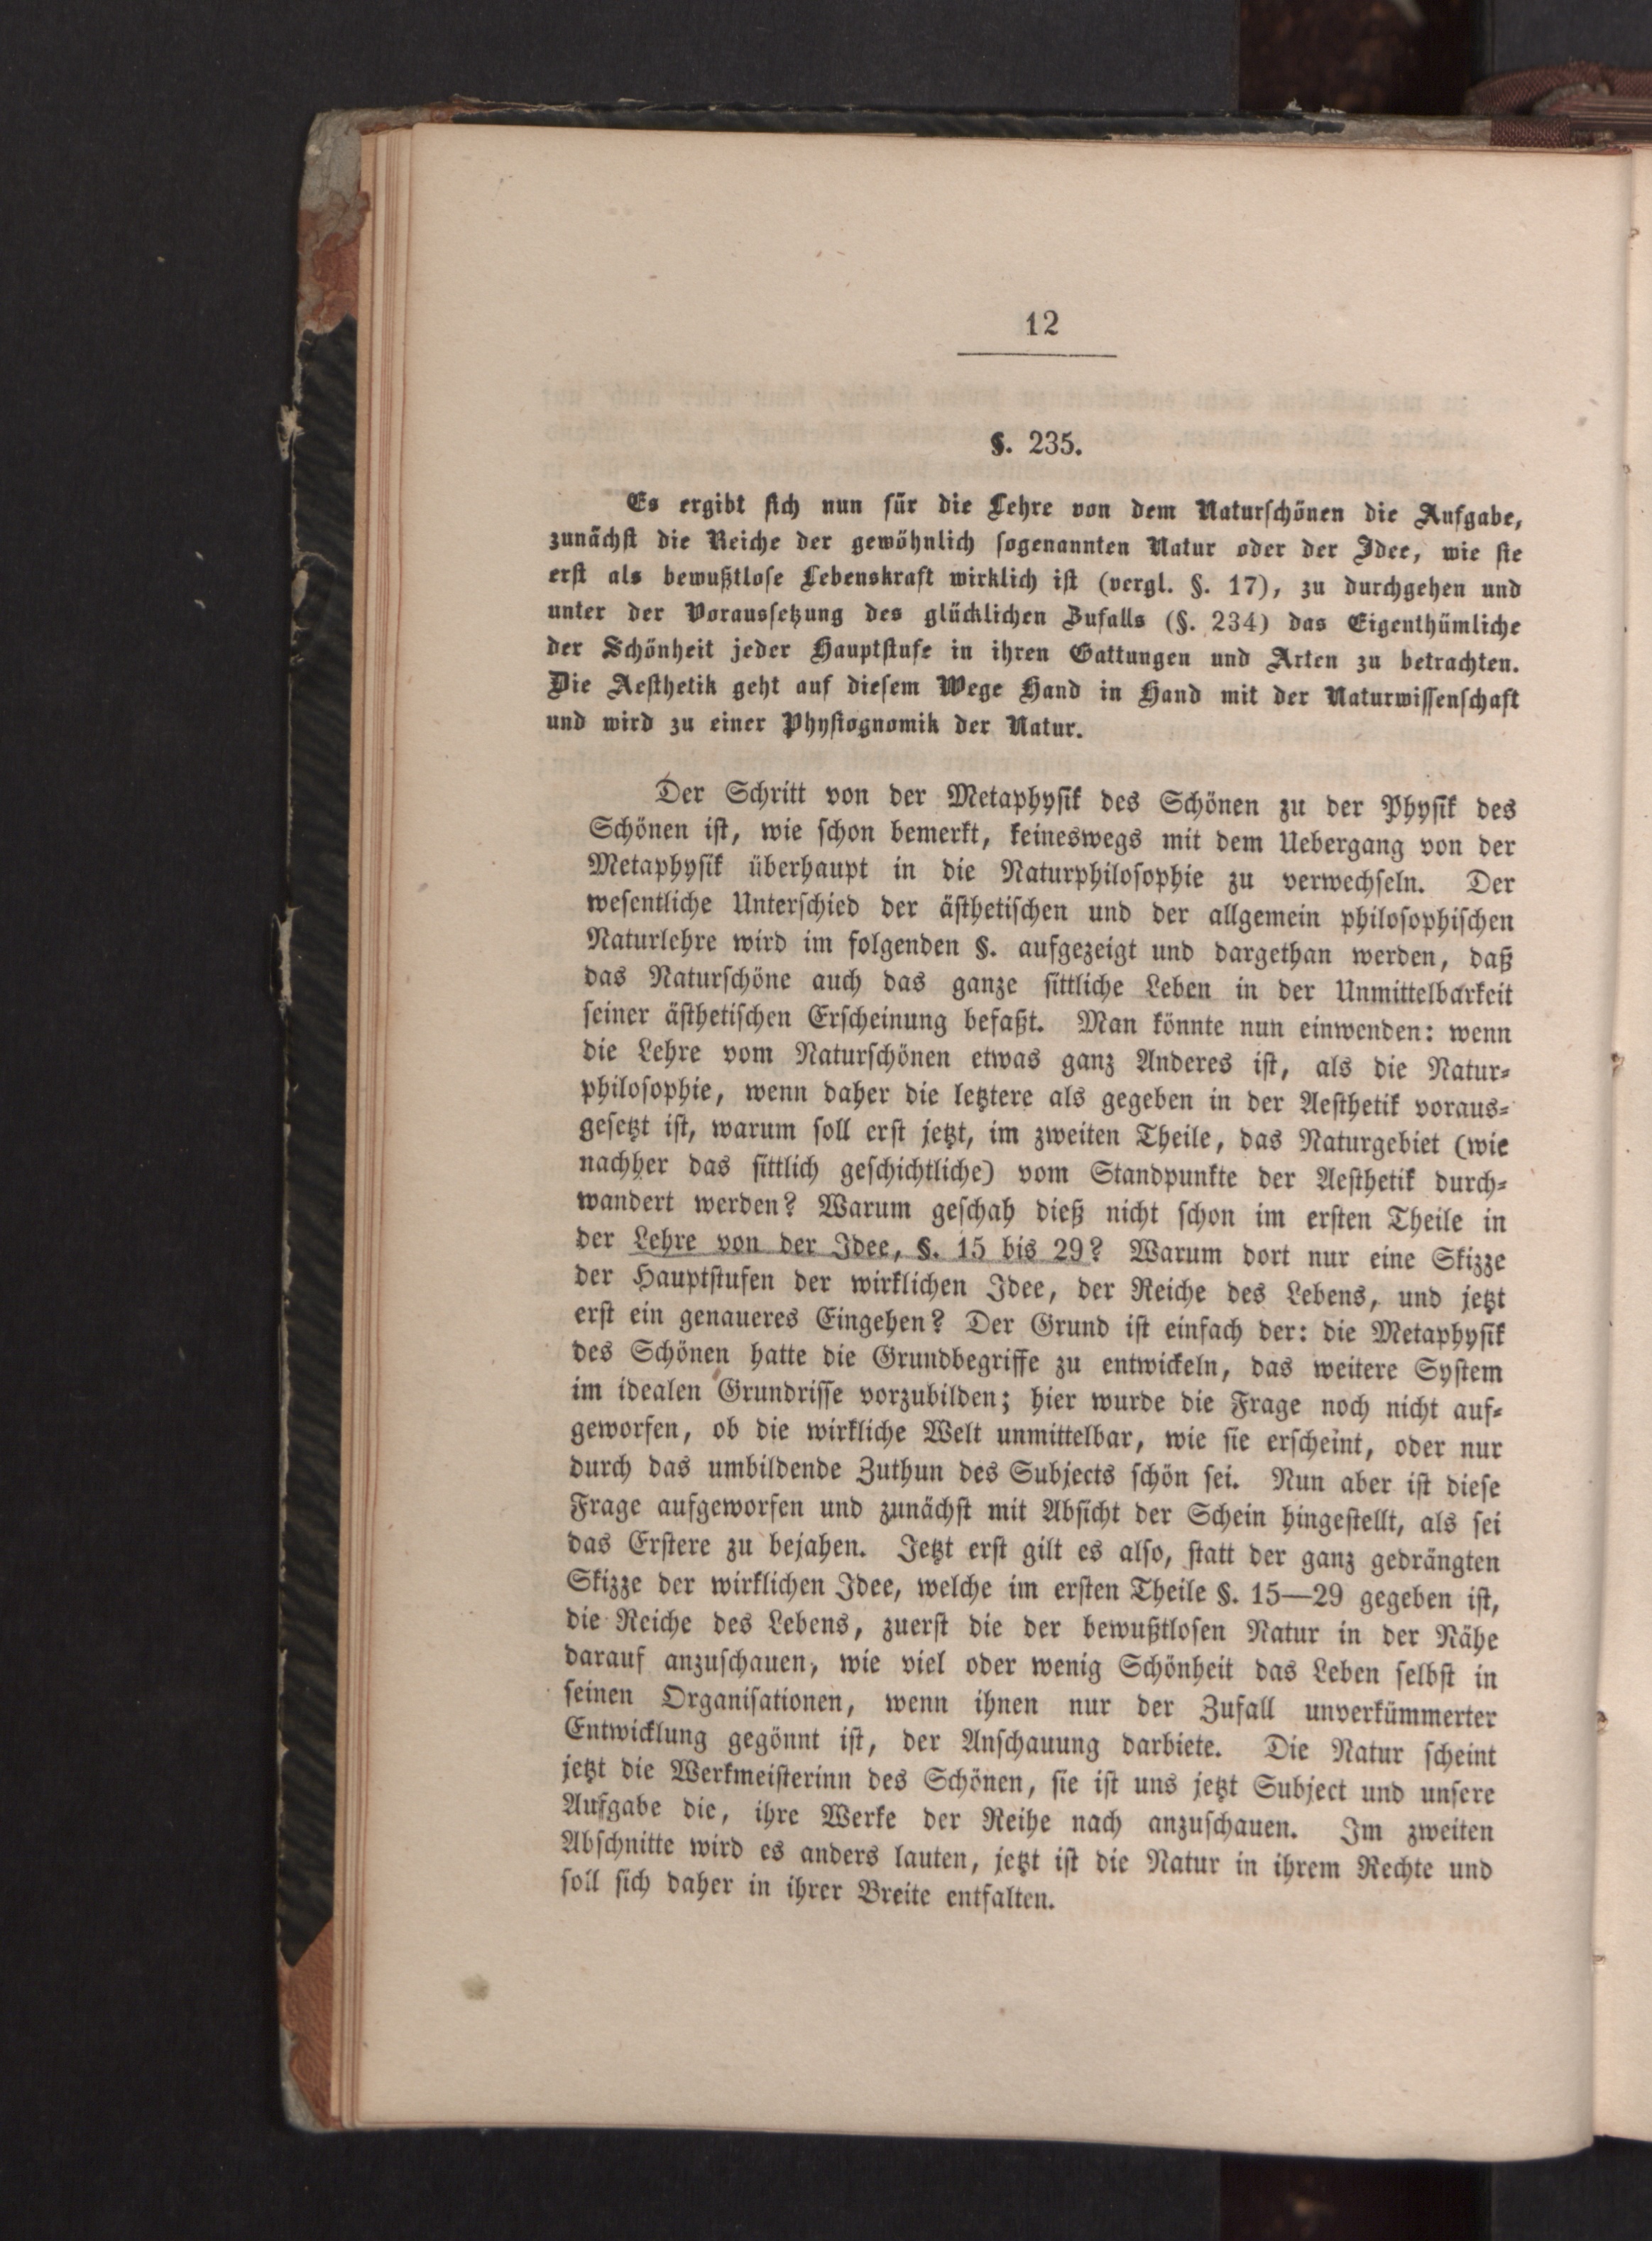 12
§. 235.
Es ergibt ſich nun für die Lehre von dem Naturſchönen die Aufgabe,
zunächſt die Reiche der gewöhnlich ſogenannten Natur oder der Idee, wie ſie
erſt als bewußtloſe Lebenskraft wirklich iſt (vergl. §. 17), zu durchgehen und
unter der Vorausſetzung des glücklichen Zufalls (§. 234) das Eigenthümliche
der Schönheit jeder Hauptſtufe in ihren Gattungen und Arten zu betrachten.
Die Aeſthetik geht auf dieſem Wege Hand in Hand mit der Naturwiſſenſchaft
und wird zu einer Phyſiognomik der Natur.
Der Schritt von der Metaphyſik des Schönen zu der Phyſik des
Schönen iſt, wie ſchon bemerkt, keineswegs mit dem Uebergang von der
Metaphyſik überhaupt in die Naturphiloſophie zu verwechſeln. Der
weſentliche Unterſchied der äſthetiſchen und der allgemein philoſophiſchen
Naturlehre wird im folgenden §. aufgezeigt und dargethan werden, daß
das Naturſchöne auch das ganze ſittliche Leben in der Unmittelbarkeit
ſeiner äſthetiſchen Erſcheinung befaßt. Man könnte nun einwenden: wenn
die Lehre vom Naturſchönen etwas ganz Anderes iſt, als die Natur-
philoſophie, wenn daher die letztere als gegeben in der Aeſthetik voraus-
geſetzt iſt, warum ſoll erſt jetzt, im zweiten Theile, das Naturgebiet (wie
nachher das ſittlich geſchichtliche) vom Standpunkte der Aeſthetik durch-
wandert werden? Warum geſchah dieß nicht ſchon im erſten Theile in
der Lehre von der Idee, §. 15 bis 29? Warum dort nur eine Skizze
der Hauptſtufen der wirklichen Idee, der Reiche des Lebens, und jetzt
erſt ein genaueres Eingehen? Der Grund iſt einfach der: die Metaphyſik
des Schönen hatte die Grundbegriffe zu entwickeln, das weitere Syſtem
im idealen Grundriſſe vorzubilden; hier wurde die Frage noch nicht auf-
geworfen, ob die wirkliche Welt unmittelbar, wie ſie erſcheint, oder nur
durch das umbildende Zuthun des Subjects ſchön ſei. Nun aber iſt dieſe
Frage aufgeworfen und zunächſt mit Abſicht der Schein hingeſtellt, als ſei
das Erſtere zu bejahen. Jetzt erſt gilt es alſo, ſtatt der ganz gedrängten
Skizze der wirklichen Idee, welche im erſten Theile §. 15—29 gegeben iſt,
die Reiche des Lebens, zuerſt die der bewußtloſen Natur in der Nähe
darauf anzuſchauen, wie viel oder wenig Schönheit das Leben ſelbſt in
ſeinen Organiſationen, wenn ihnen nur der Zufall unverkümmerter
Entwicklung gegönnt iſt, der Anſchauung darbiete. Die Natur ſcheint
jetzt die Werkmeiſterinn des Schönen, ſie iſt uns jetzt Subject und unſere
Aufgabe die, ihre Werke der Reihe nach anzuſchauen. Im zweiten
Abſchnitte wird es anders lauten, jetzt iſt die Natur in ihrem Rechte und
ſoll ſich daher in ihrer Breite entfalten.